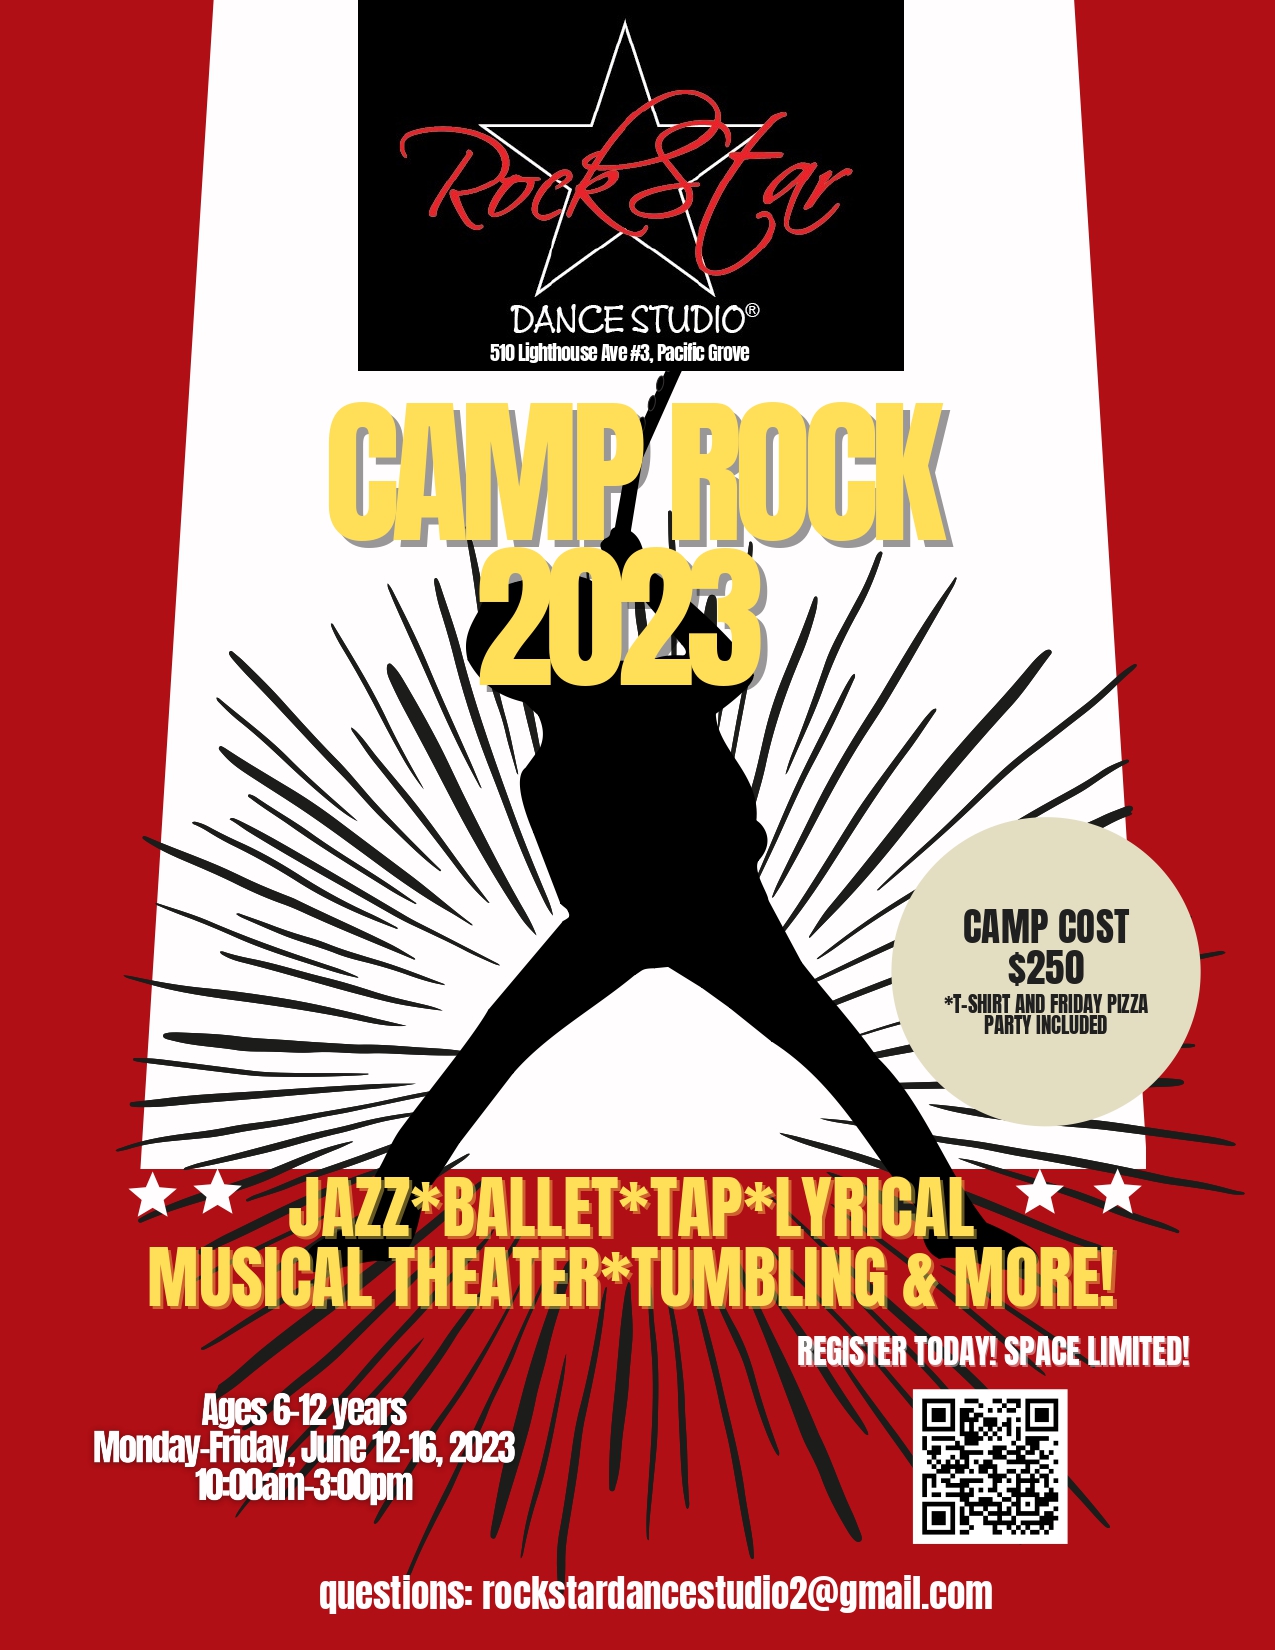 RockStar
DANCE STUDIO®
510 Lighthouse Ave #3, Pacific Grove
CAMP ROCK
2023
CAMP COST
$250
*T-SHIRT AND FRIDAY PIZZA
PARTY INCLUDED
JAZZ*BALLET*TAP*LYRICAL
MUSICAL THEATER*TUMBLING & MORE!
REGISTER TODAY! SPACE LIMITED!
Ages 6-12 years
Monday-Friday, June 12-16, 2023
10:00am-3:00pm
questions: rockstardancestudio2@gmail.com